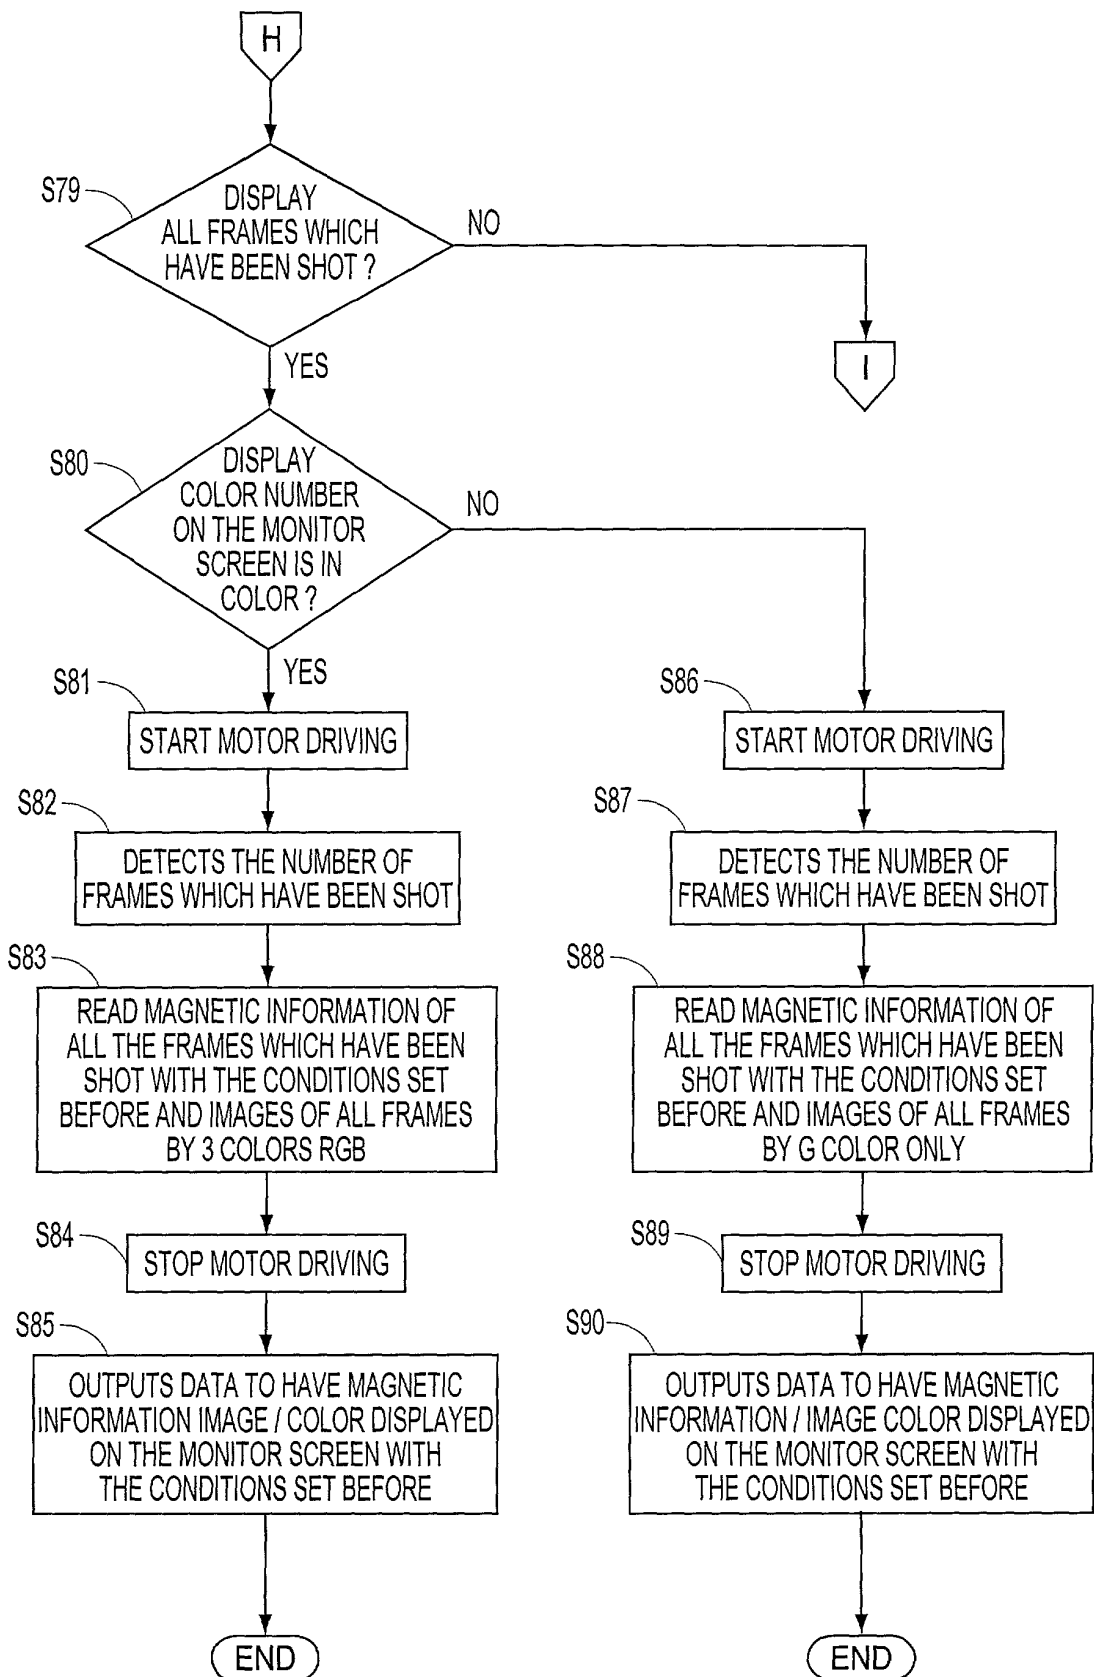 H
S79
DISPLAY
ALL FRAMES WHICH
HAVE BEEN SHOT ?
NO
I
YES
S80
DISPLAY
COLOR NUMBER
ON THE MONITOR
SCREEN IS IN
COLOR ?
NO
YES
S81
START MOTOR DRIVING
S82
DETECTS THE NUMBER OF
FRAMES WHICH HAVE BEEN SHOT
S83
READ MAGNETIC INFORMATION OF
ALL THE FRAMES WHICH HAVE BEEN
SHOT WITH THE CONDITIONS SET
BEFORE AND IMAGES OF ALL FRAMES
BY 3 COLORS RGB
S84
STOP MOTOR DRIVING
S85
OUTPUTS DATA TO HAVE MAGNETIC
INFORMATION IMAGE / COLOR DISPLAYED
ON THE MONITOR SCREEN WITH
THE CONDITIONS SET BEFORE
END
S86
START MOTOR DRIVING
S87
DETECTS THE NUMBER OF
FRAMES WHICH HAVE BEEN SHOT
S88
READ MAGNETIC INFORMATION OF
ALL THE FRAMES WHICH HAVE BEEN
SHOT WITH THE CONDITIONS SET
BEFORE AND IMAGES OF ALL FRAMES
BY G COLOR ONLY
S89
STOP MOTOR DRIVING
S90
OUTPUTS DATA TO HAVE MAGNETIC
INFORMATION / IMAGE COLOR DISPLAYED
ON THE MONITOR SCREEN WITH
THE CONDITIONS SET BEFORE
END